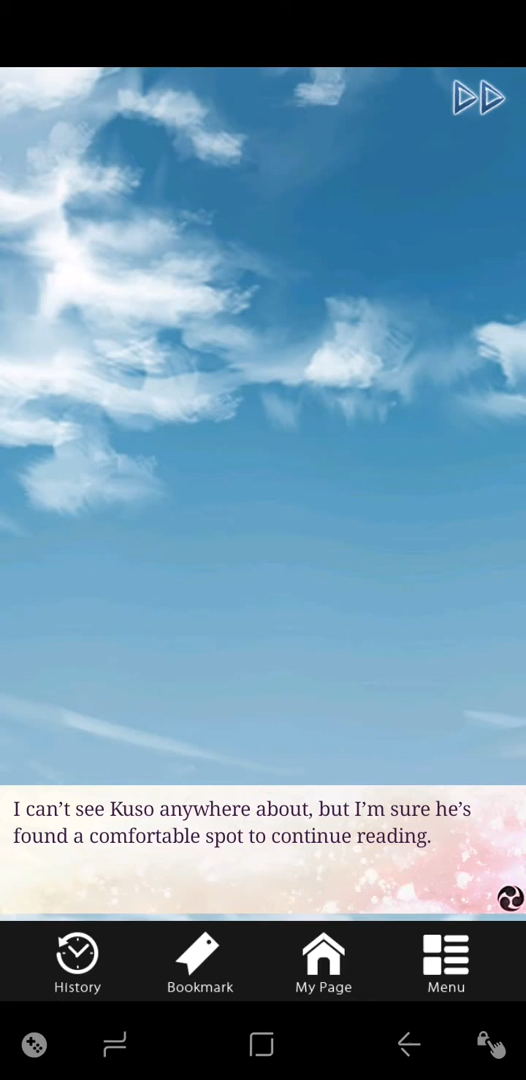 I can’t see Kuso anywhere about, but I’m sure he’s
found a comfortable spot to continue reading.
History
Bookmark
My Page
Menu